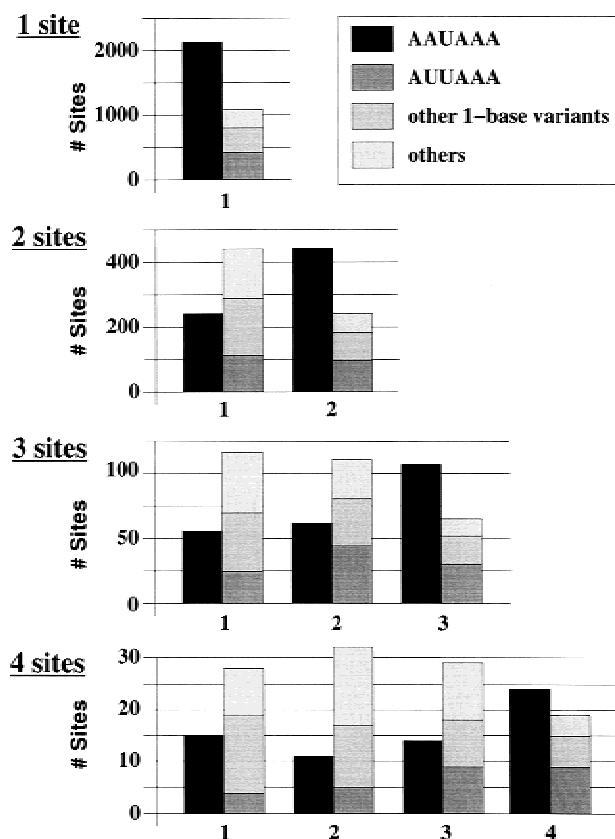 1 site
2000
1000
0
# Sites
1
AAUAAA
AUUAAA
other 1-base variants
others
2 sites
400
200
0
# Sites
1 2
3 sites
100
50
0
# Sites
1 2 3
4 sites
30
20
10
0
# Sites
1 2 3 4